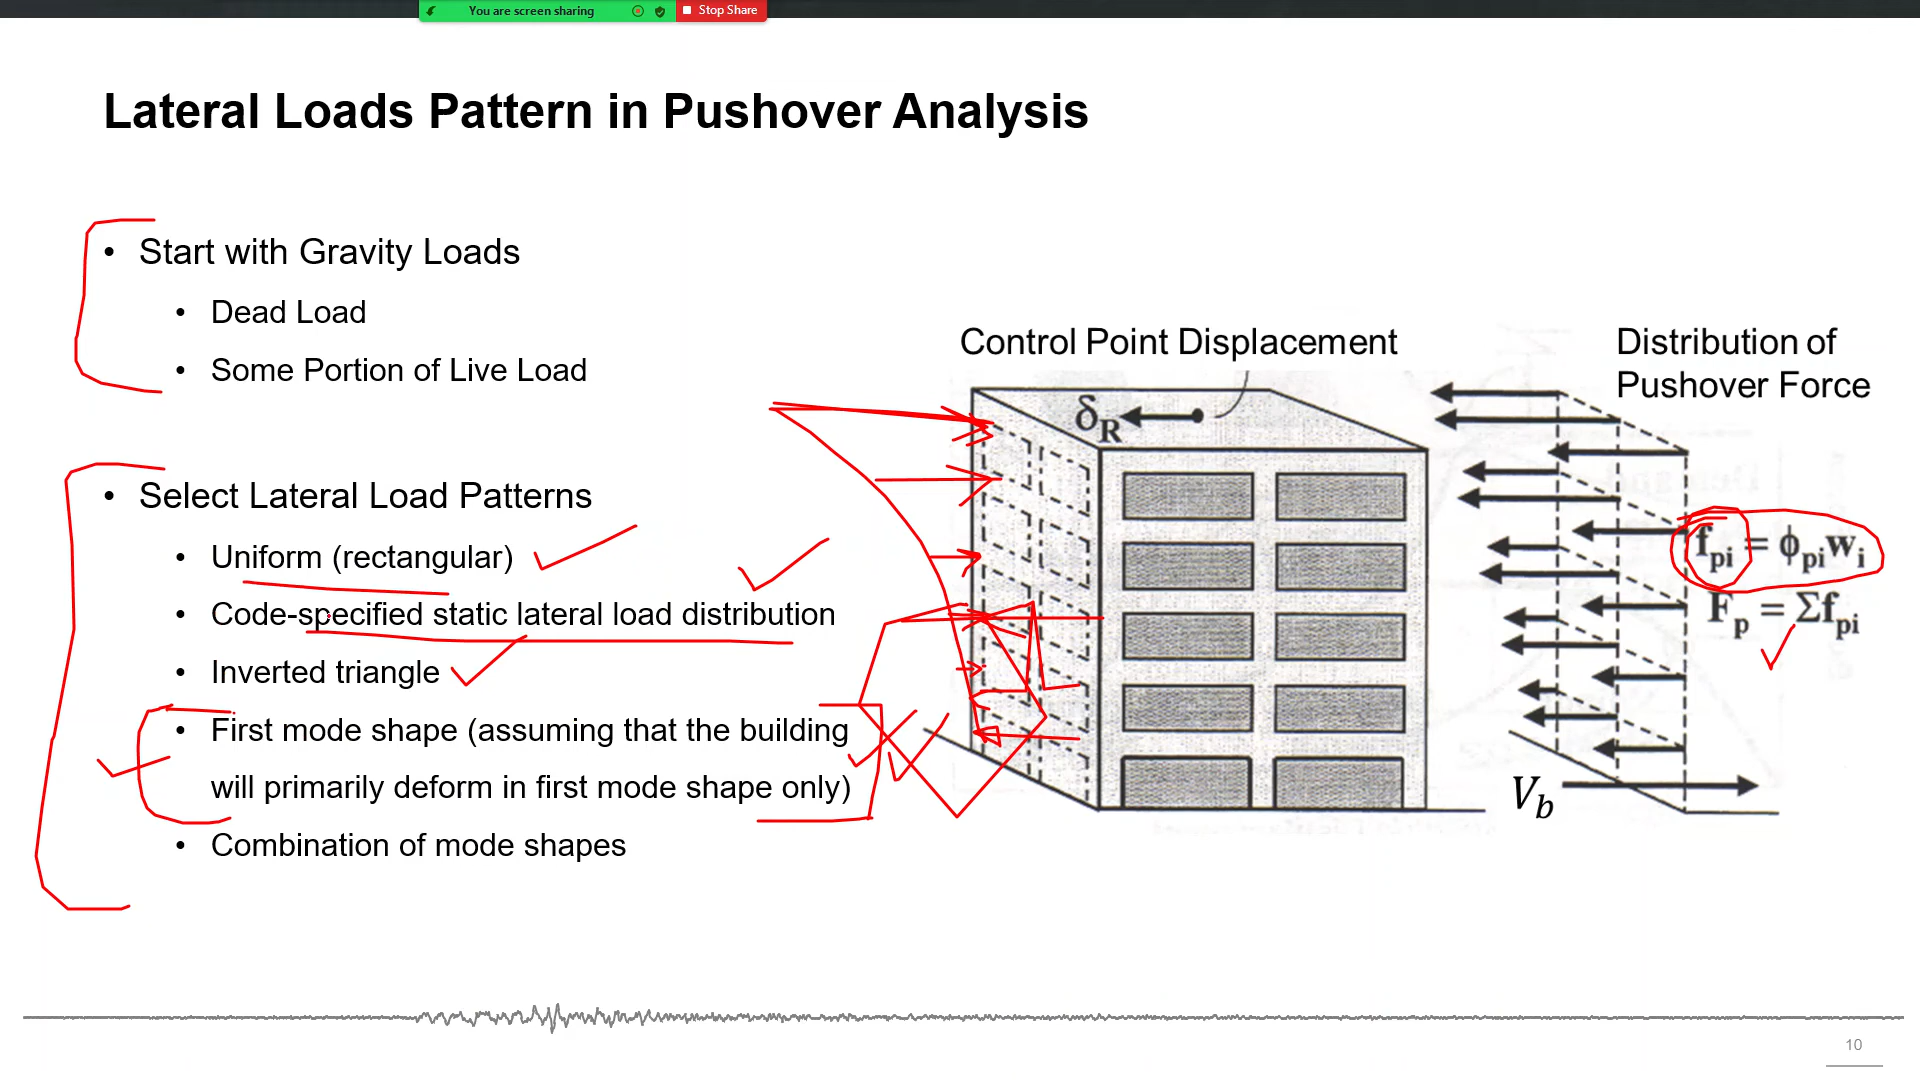 You are screen sharing
Stop Share
Lateral Loads Pattern in Pushover Analysis
• Start with Gravity Loads
• Dead Load
• Some Portion of Live Load
• Select Lateral Load Patterns
• Uniform (rectangular)
• Code-specified static lateral load distribution
• Inverted triangle
• First mode shape (assuming that the building
will primarily deform in first mode shape only)
• Combination of mode shapes
Control Point Displacement
δR
Distribution of
Pushover Force
fpi = ϕpiwi
Fp = Σfpi
Vb
10